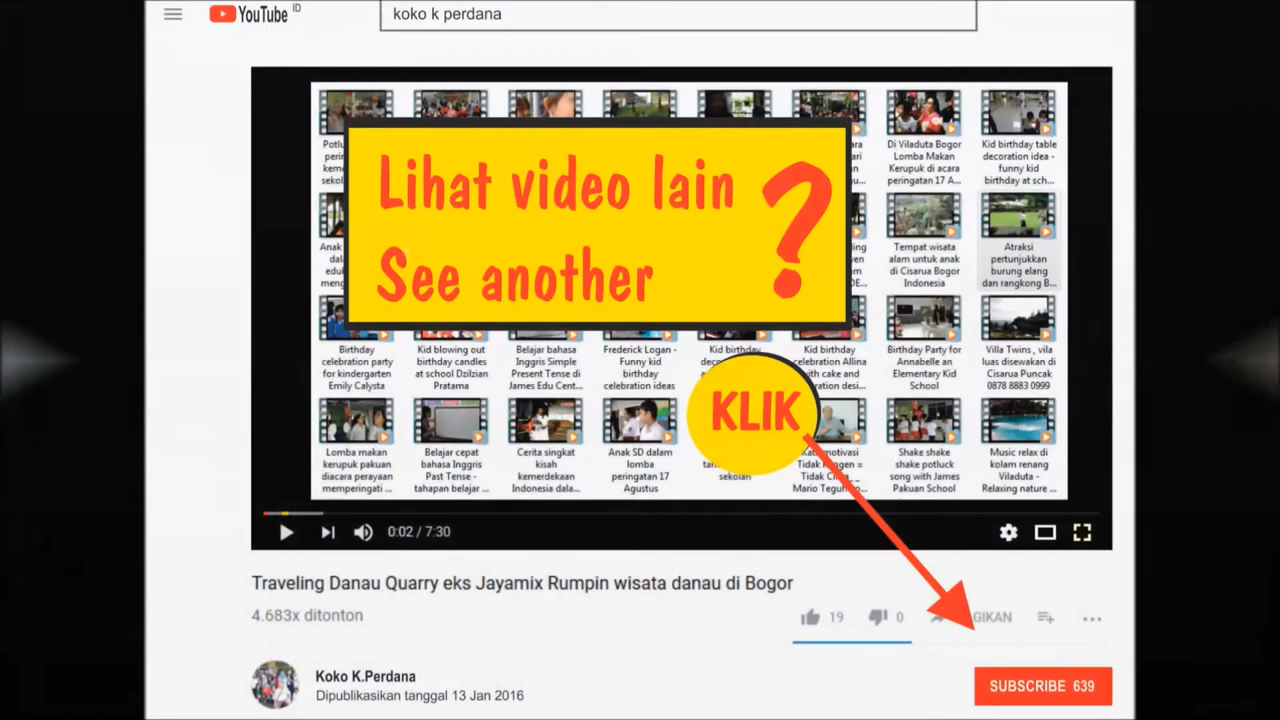 YouTube ID
koko k perdana
Di Viladuta Bogor
Lomba Makan
Kerupuk di acara
peringatan 17 A...
Kid birthday table
decoration idea -
funny kid
birthday at sch...
Lihat video lain
See another
?
Tempat wisata
alam untuk anak
di Cisarua Bogor
Indonesia
Atraksi
pertunjukkan
burung elang
dan rangkong B...
Birthday
celebration party
for kindergarten
Emily Calysta
Kid blowing out
birthday candles
at school Dzilzian
Pratama
Belajar bahasa
Inggris Simple
Present Tense di
James Edu Cent...
Frederick Logan -
Funny kid
birthday
celebration ideas
Kid birthday
Kid birthday
celebration Allina
with cake and
Birthday Party for
Annabelle an
Elementary Kid
School
Villa Twins , vila
luas disewakan di
Cisarua Puncak
0878 8883 0999
KLIK
Lomba makan
kerupuk pakuan
diacara perayaan
memperingati ...
Belajar cepat
bahasa Inggris
Past Tense -
tahapan belajar ...
Cerita singkat
kisah
kemerdekaan
Indonesia dala...
Anak SD dalam
lomba
peringatan 17
Agustus
sekolah
motivasi
Tidak
Tidak
Mario
Shake shake
shake potluck
song with James
Pakuan School
Music relax di
kolam renang
Viladuta -
Relaxing nature ...
0:02 / 7:30
Traveling Danau Quarry eks Jayamix Rumpin wisata danau di Bogor
4.683x ditonton
19 0
Koko K.Perdana
Dipublikasikan tanggal 13 Jan 2016
SUBSCRIBE 639